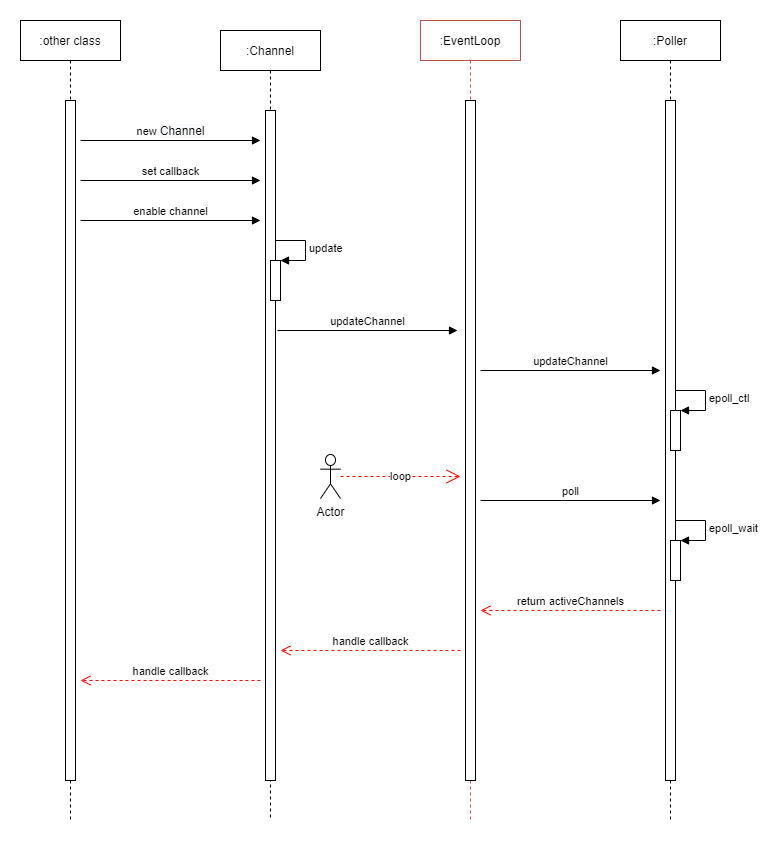 :other class
:Channel
:EventLoop
:Poller
new Channel
set callback
enable channel
update
updateChannel
updateChannel
epoll_ctl
loop
Actor
poll
epoll_wait
return activeChannels
handle callback
handle callback